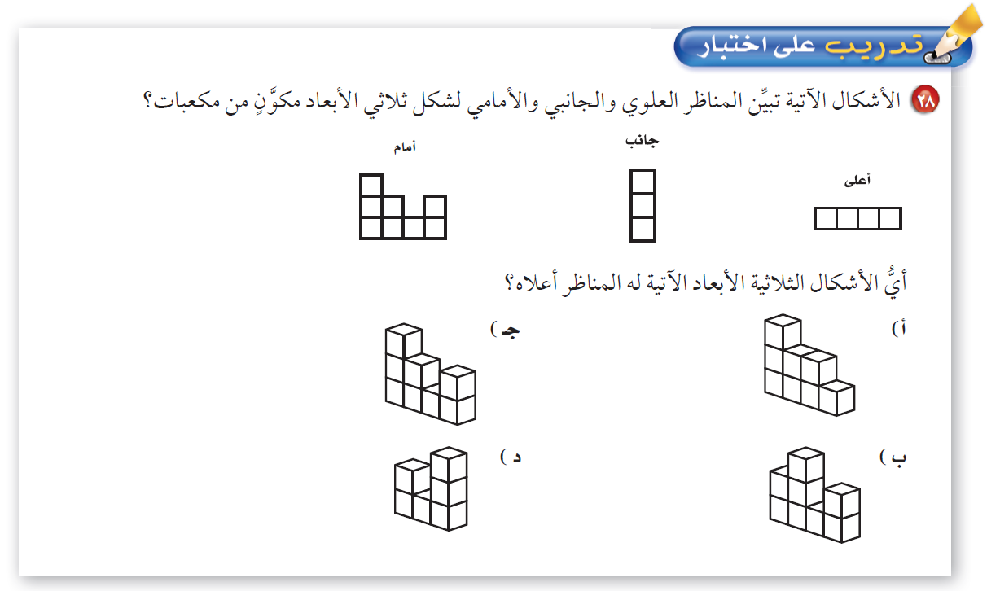 تدريب على اختبار
٢٨ الأشكال الآتية تبيِّن المناظر العلوي والجانبي والأمامي لشكل ثلاثي الأبعاد مكوَّنٍ من مكعبات؟
أعلى جانب أمام
أيُّ الأشكال الثلاثية الأبعاد الآتية له المناظر أعلاه؟
أ) جـ )
ب ) د )